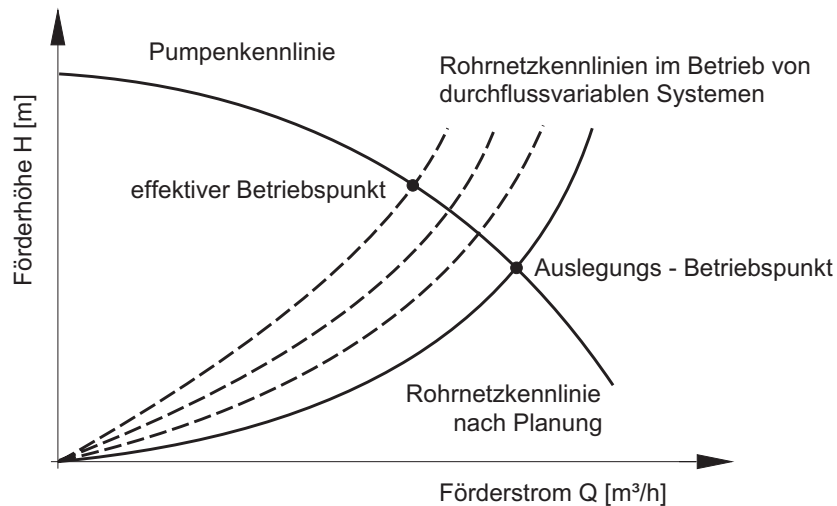 Pumpenkennlinie
Rohrnetzkennlinien im Betrieb von
durchflussvariablen Systemen
Förderhöhe H [m]
effektiver Betriebspunkt
Auslegungs - Betriebspunkt
Rohrnetzkennlinie
nach Planung
Förderstrom Q [m³/h]